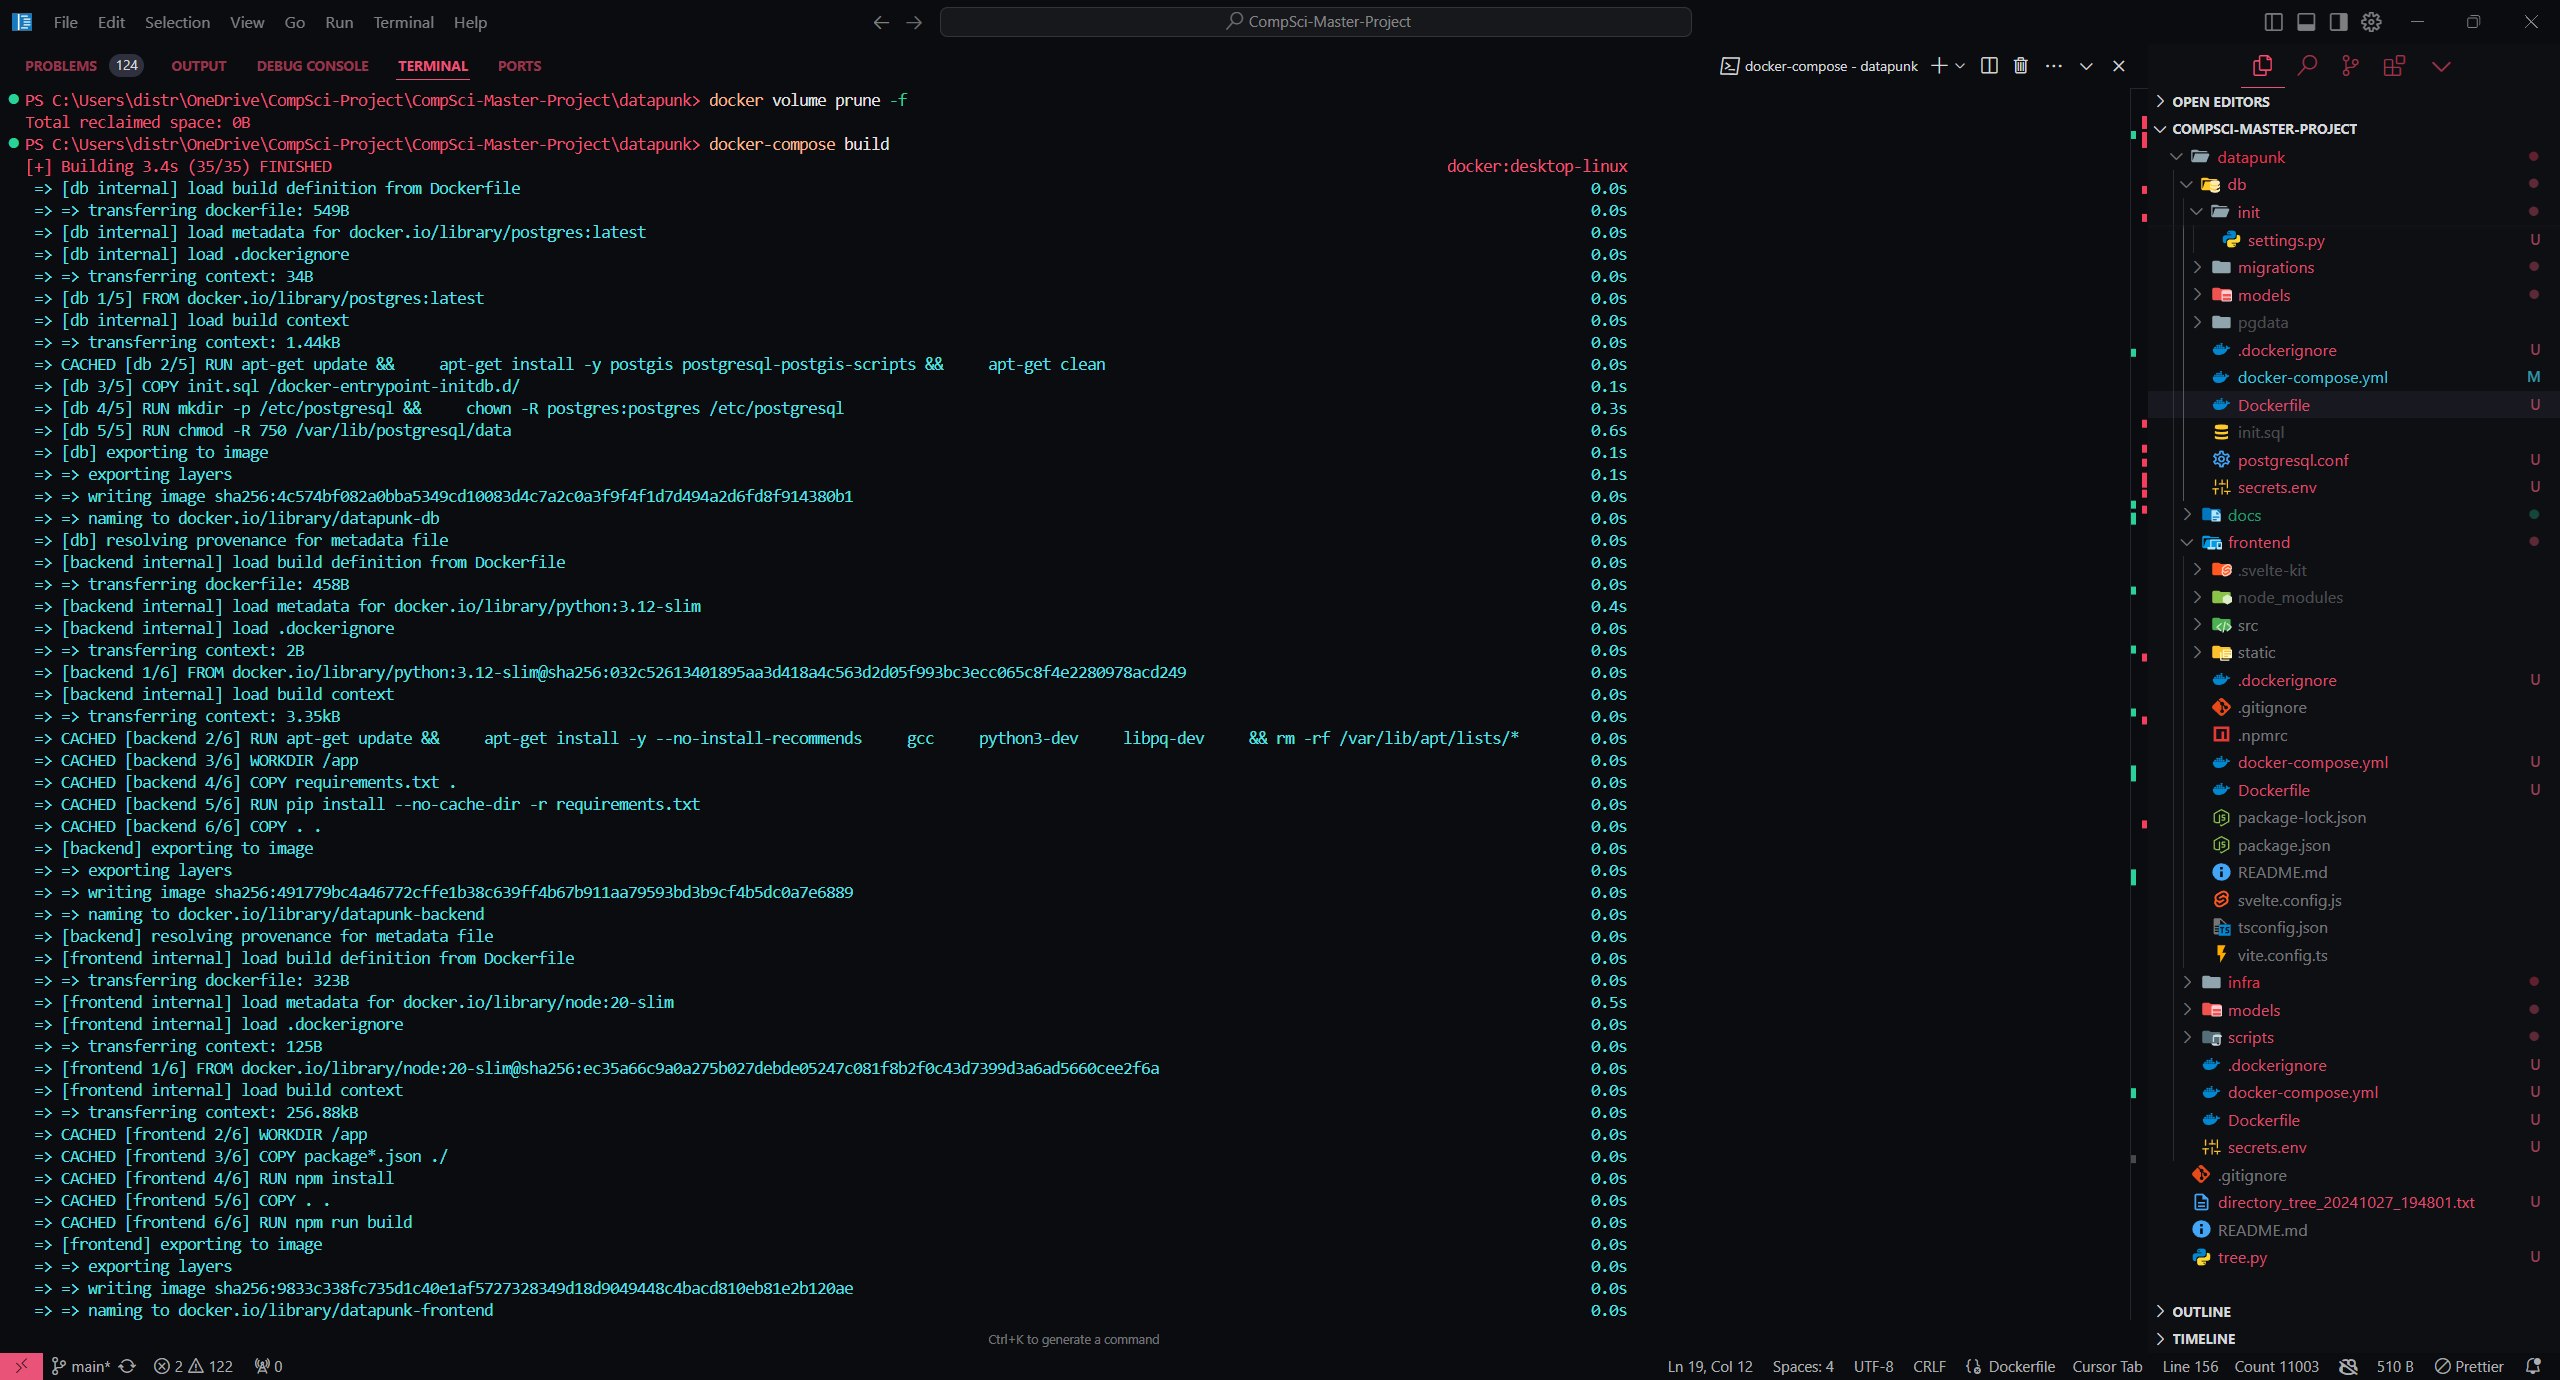 File Edit Selection View Go Run Terminal Help
CompSci-Master-Project
PROBLEMS 124 OUTPUT DEBUG CONSOLE TERMINAL PORTS
docker-compose - datapunk
PS C:\Users\distr\OneDrive\CompSci-Project\CompSci-Master-Project\datapunk> docker volume prune -f
Total reclaimed space: 0B
PS C:\Users\distr\OneDrive\CompSci-Project\CompSci-Master-Project\datapunk> docker-compose build
[+] Building 3.4s (35/35) FINISHED docker:desktop-linux
=> [db internal] load build definition from Dockerfile 0.0s
=> => transferring dockerfile: 549B 0.0s
=> [db internal] load metadata for docker.io/library/postgres:latest 0.0s
=> [db internal] load .dockerignore 0.0s
=> => transferring context: 34B 0.0s
=> [db 1/5] FROM docker.io/library/postgres:latest 0.0s
=> [db internal] load build context 0.0s
=> => transferring context: 1.44kB 0.0s
=> CACHED [db 2/5] RUN apt-get update && apt-get install -y postgis postgresql-postgis-scripts && apt-get clean 0.0s
=> [db 3/5] COPY init.sql /docker-entrypoint-initdb.d/ 0.1s
=> [db 4/5] RUN mkdir -p /etc/postgresql && chown -R postgres:postgres /etc/postgresql 0.3s
=> [db 5/5] RUN chmod -R 750 /var/lib/postgresql/data 0.6s
=> [db] exporting to image 0.1s
=> => exporting layers 0.1s
=> => writing image sha256:4c574bf082a0bba5349cd10083d4c7a2c0a3f9f4f1d7d494a2d6fd8f914380b1 0.0s
=> => naming to docker.io/library/datapunk-db 0.0s
=> [db] resolving provenance for metadata file 0.0s
=> [backend internal] load build definition from Dockerfile 0.0s
=> => transferring dockerfile: 458B 0.0s
=> [backend internal] load metadata for docker.io/library/python:3.12-slim 0.4s
=> [backend internal] load .dockerignore 0.0s
=> => transferring context: 2B 0.0s
=> [backend 1/6] FROM docker.io/library/python:3.12-slim@sha256:032c52613401895aa3d418a4c563d2d05f993bc3ecc065c8f4e2280978acd249 0.0s
=> [backend internal] load build context 0.0s
=> => transferring context: 3.35kB 0.0s
=> CACHED [backend 2/6] RUN apt-get update && apt-get install -y --no-install-recommends gcc python3-dev libpq-dev && rm -rf /var/lib/apt/lists/* 0.0s
=> CACHED [backend 3/6] WORKDIR /app 0.0s
=> CACHED [backend 4/6] COPY requirements.txt . 0.0s
=> CACHED [backend 5/6] RUN pip install --no-cache-dir -r requirements.txt 0.0s
=> CACHED [backend 6/6] COPY . . 0.0s
=> [backend] exporting to image 0.0s
=> => exporting layers 0.0s
=> => writing image sha256:491779bc4a46772cffe1b38c639ff4b67b911aa79593bd3b9cf4b5dc0a7e6889 0.0s
=> => naming to docker.io/library/datapunk-backend 0.0s
=> [backend] resolving provenance for metadata file 0.0s
=> [frontend internal] load build definition from Dockerfile 0.0s
=> => transferring dockerfile: 323B 0.0s
=> [frontend internal] load metadata for docker.io/library/node:20-slim 0.5s
=> [frontend internal] load .dockerignore 0.0s
=> => transferring context: 125B 0.0s
=> [frontend 1/6] FROM docker.io/library/node:20-slim@sha256:ec35a66c9a0a275b027debde05247c081f8b2f0c43d7399d3a6ad5660cee2f6a 0.0s
=> [frontend internal] load build context 0.0s
=> => transferring context: 256.88kB 0.0s
=> CACHED [frontend 2/6] WORKDIR /app 0.0s
=> CACHED [frontend 3/6] COPY package*.json ./ 0.0s
=> CACHED [frontend 4/6] RUN npm install 0.0s
=> CACHED [frontend 5/6] COPY . . 0.0s
=> CACHED [frontend 6/6] RUN npm run build 0.0s
=> [frontend] exporting to image 0.0s
=> => exporting layers 0.0s
=> => writing image sha256:9833c338fc735d1c40e1af5727328349d18d9049448c4bacd810eb81e2b120ae 0.0s
=> => naming to docker.io/library/datapunk-frontend 0.0s
Ctrl+K to generate a command
OPEN EDITORS
COMPSCI-MASTER-PROJECT
datapunk
db
init
settings.py U
migrations
models
pgdata
.dockerignore U
docker-compose.yml M
Dockerfile U
init.sql
postgresql.conf U
secrets.env U
docs
frontend
.svelte-kit
node_modules
src
static
.dockerignore U
.gitignore
.npmrc
docker-compose.yml U
Dockerfile U
package-lock.json
package.json
README.md
svelte.config.js
tsconfig.json
vite.config.ts
infra
models
scripts
.dockerignore U
docker-compose.yml U
Dockerfile U
secrets.env U
.gitignore
directory_tree_20241027_194801.txt U
README.md
tree.py U
OUTLINE
TIMELINE
main* 2 122 0
Ln 19, Col 12 Spaces: 4 UTF-8 CRLF Dockerfile Cursor Tab Line 156 Count 11003 510 B Prettier